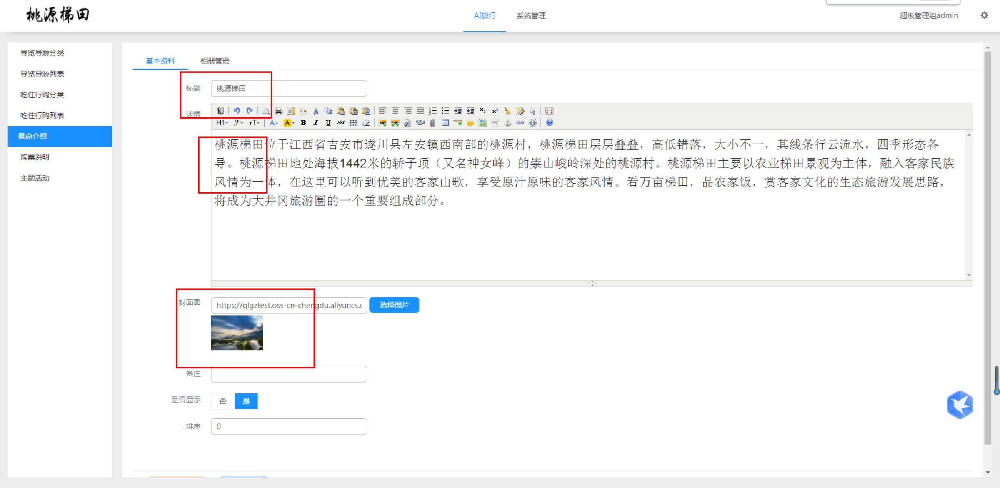 桃源梯田
AI旅行
系统管理
超级管理组admin
导览导游分类
导览导游列表
吃住行购分类
吃住行购列表
景点介绍
购票说明
主题活动
基本资料
相册管理
标题
桃源梯田
详情
桃源梯田位于江西省吉安市遂川县左安镇西南部的桃源村，桃源梯田层层叠叠，高低错落，大小不一，其线条行云流水，四季形态各
导。桃源梯田地处海拔1442米的轿子顶（又名神女峰）的崇山峻岭深处的桃源村。桃源梯田主要以农业梯田景观为主体，融入客家民族
风情为一体，在这里可以听到优美的客家山歌，享受原汁原味的客家风情。看万亩梯田，品农家饭，赏客家文化的生态旅游发展思路，
将成为大井冈旅游圈的一个重要组成部分。
封面图
https://qlgztest.oss-cn-chengdu.aliyuncs.c
选择图片
备注
是否显示
否
是
排序
0